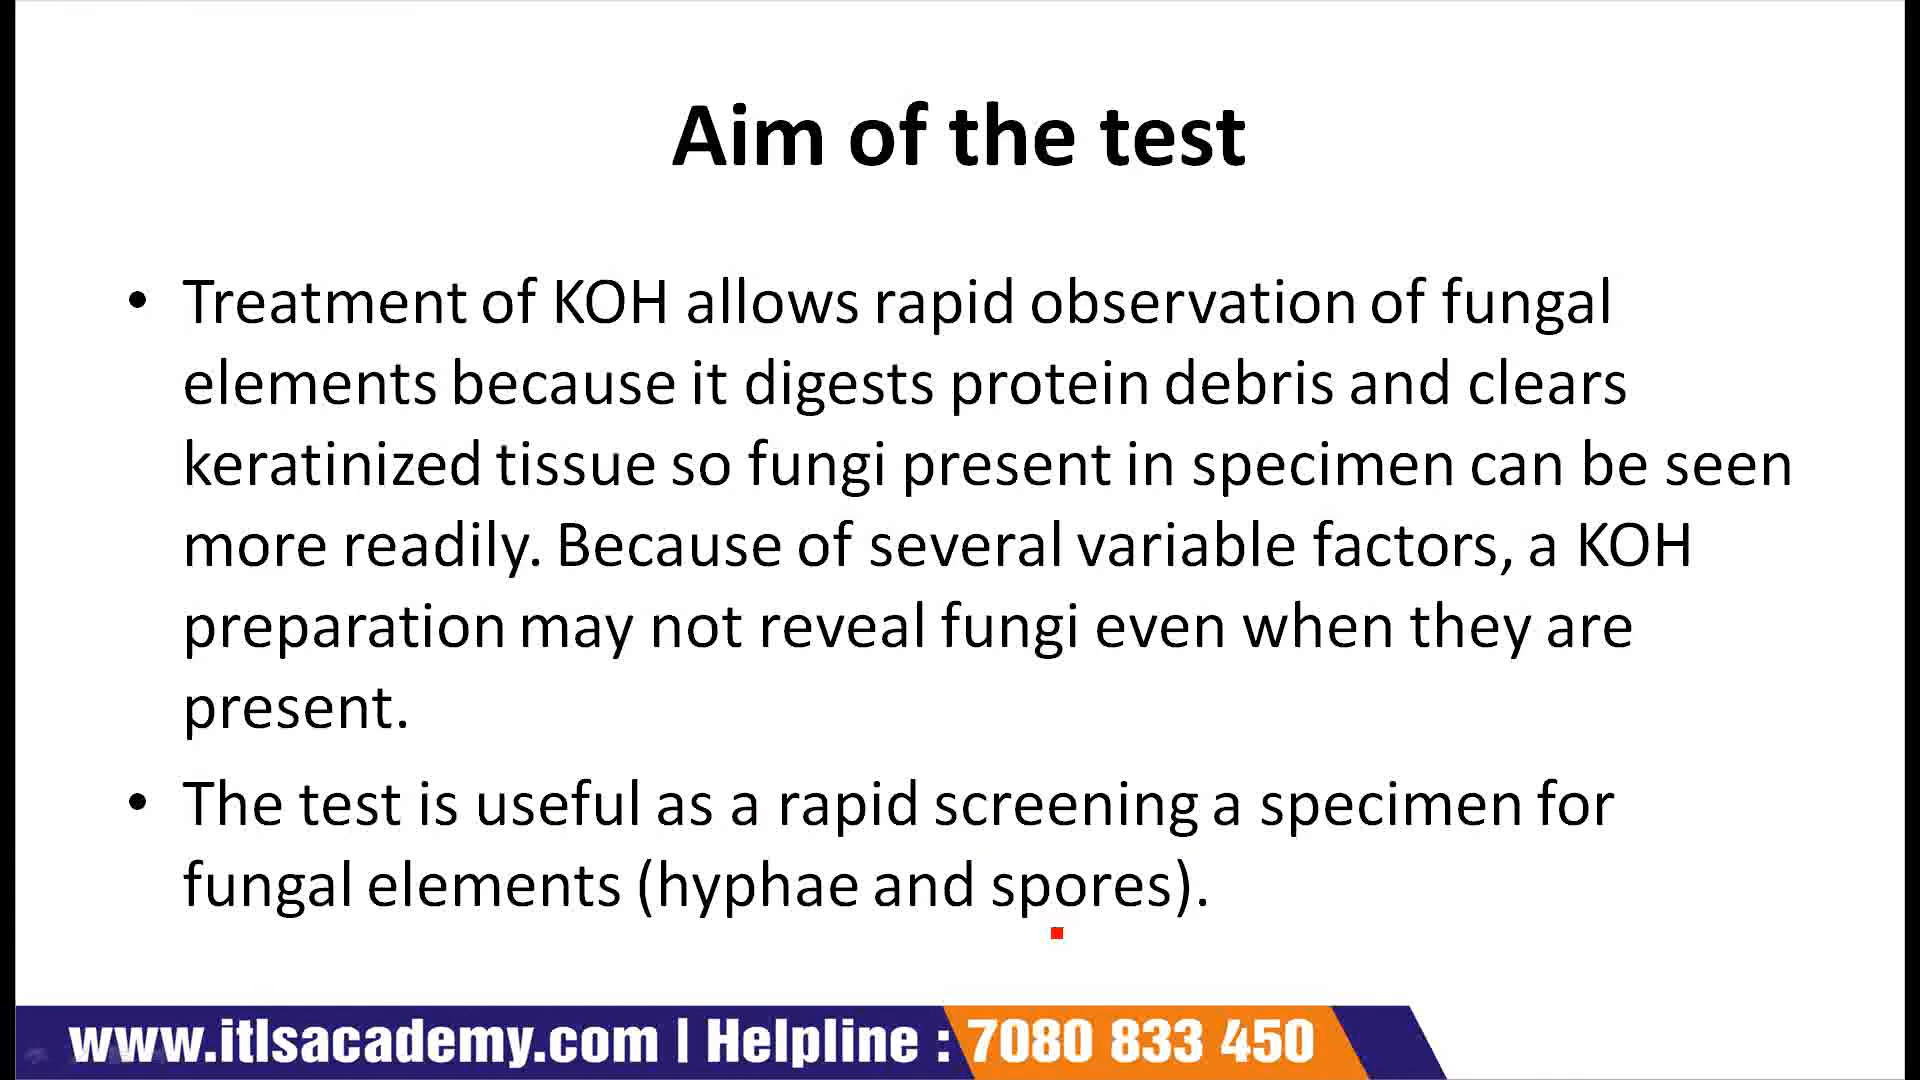 Aim of the test
• Treatment of KOH allows rapid observation of fungal
elements because it digests protein debris and clears
keratinized tissue so fungi present in specimen can be seen
more readily. Because of several variable factors, a KOH
preparation may not reveal fungi even when they are
present.
• The test is useful as a rapid screening a specimen for
fungal elements (hyphae and spores).
www.itlsacademy.com | Helpline : 7080 833 450